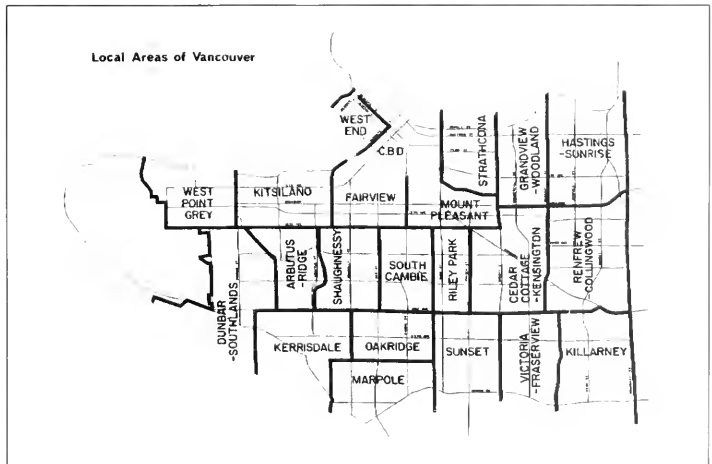 Local Areas of Vancouver
WEST
END
C.B.D.
STRATHCONA
GRANDVIEW
-WOODLAND
HASTINGS
-SUNRISE
WEST
POINT
GREY
KITSILANO
FAIRVIEW
MOUNT
PLEASANT
DUNBAR
-SOUTHLANDS
ARBUTUS
-RIDGE
SHAUGHNESSY
SOUTH
CAMBIE
RILEY PARK
CEDAR
COTTAGE
-KENSINGTON
RENFREW
-COLLINGWOOD
KERRISDALE
OAKRIDGE
MARPOLE
SUNSET
VICTORIA
-FRASERVIEW
KILLARNEY